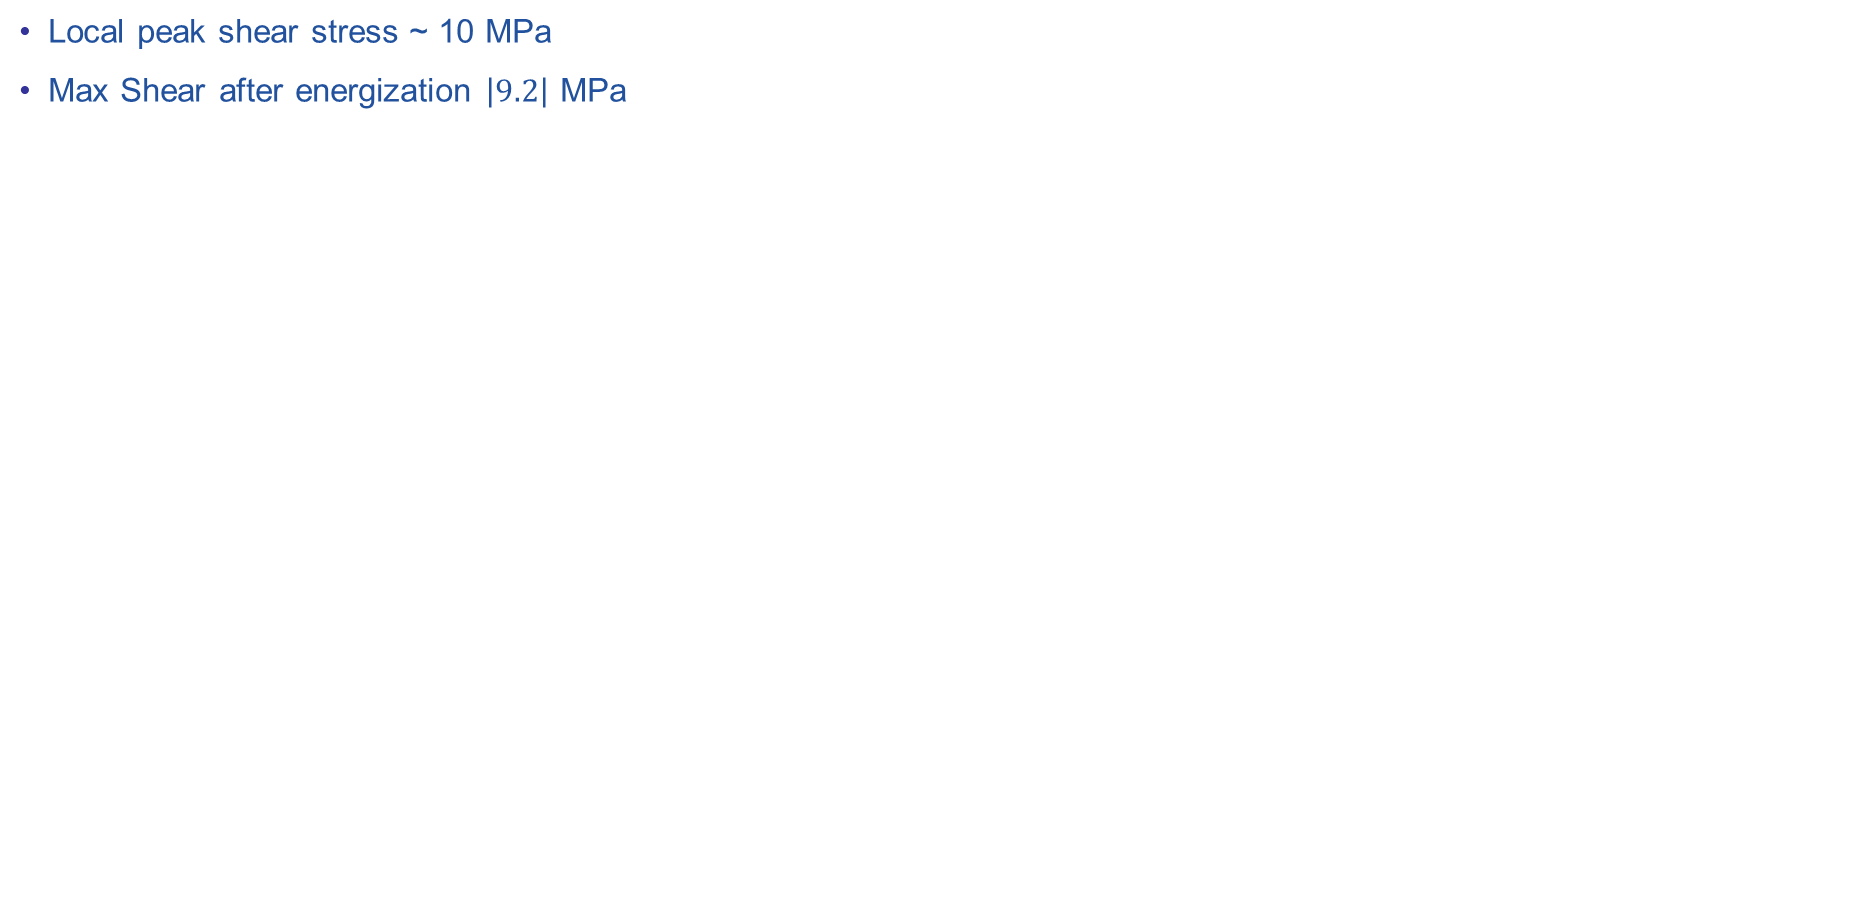 • Local peak shear stress ~ 10 MPa
• Max Shear after energization |9.2| MPa